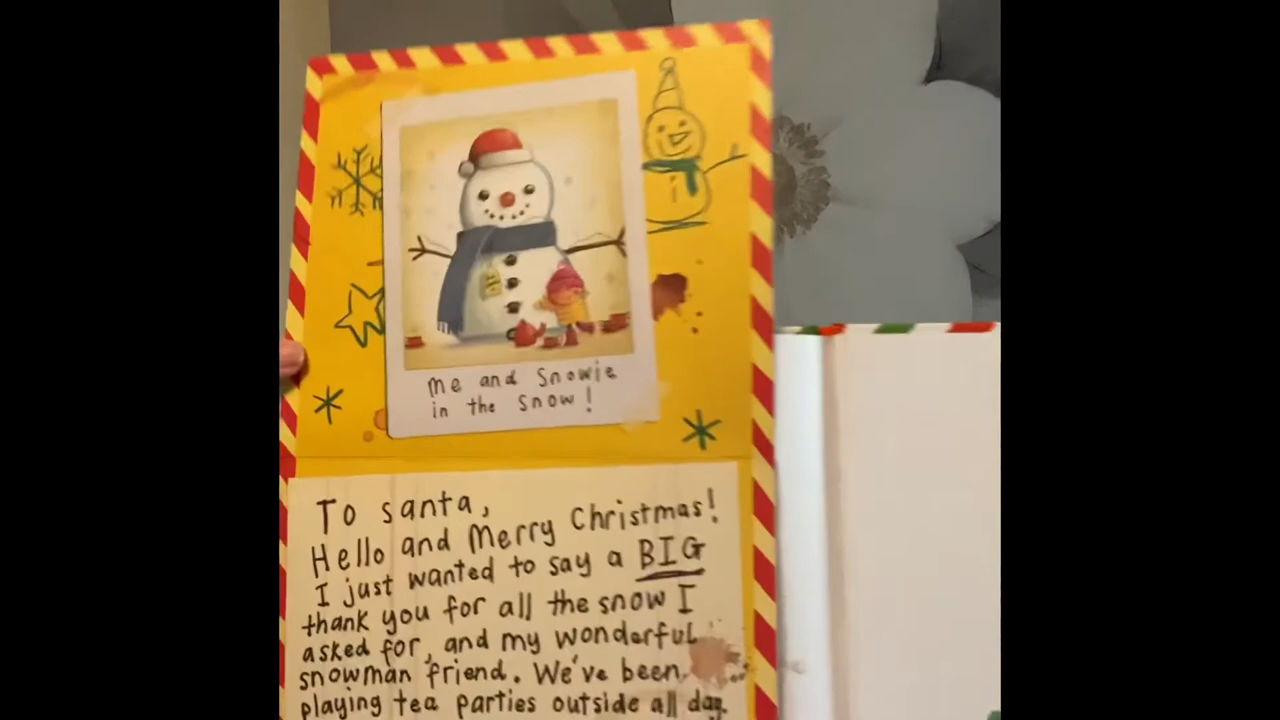 me and Snowie
in the snow!
To santa,
Hello and Merry Christmas!
I just wanted to say a BIG
thank you for all the snow I
asked for, and my wonderful
snowman friend. We've been
playing tea parties outside all day.